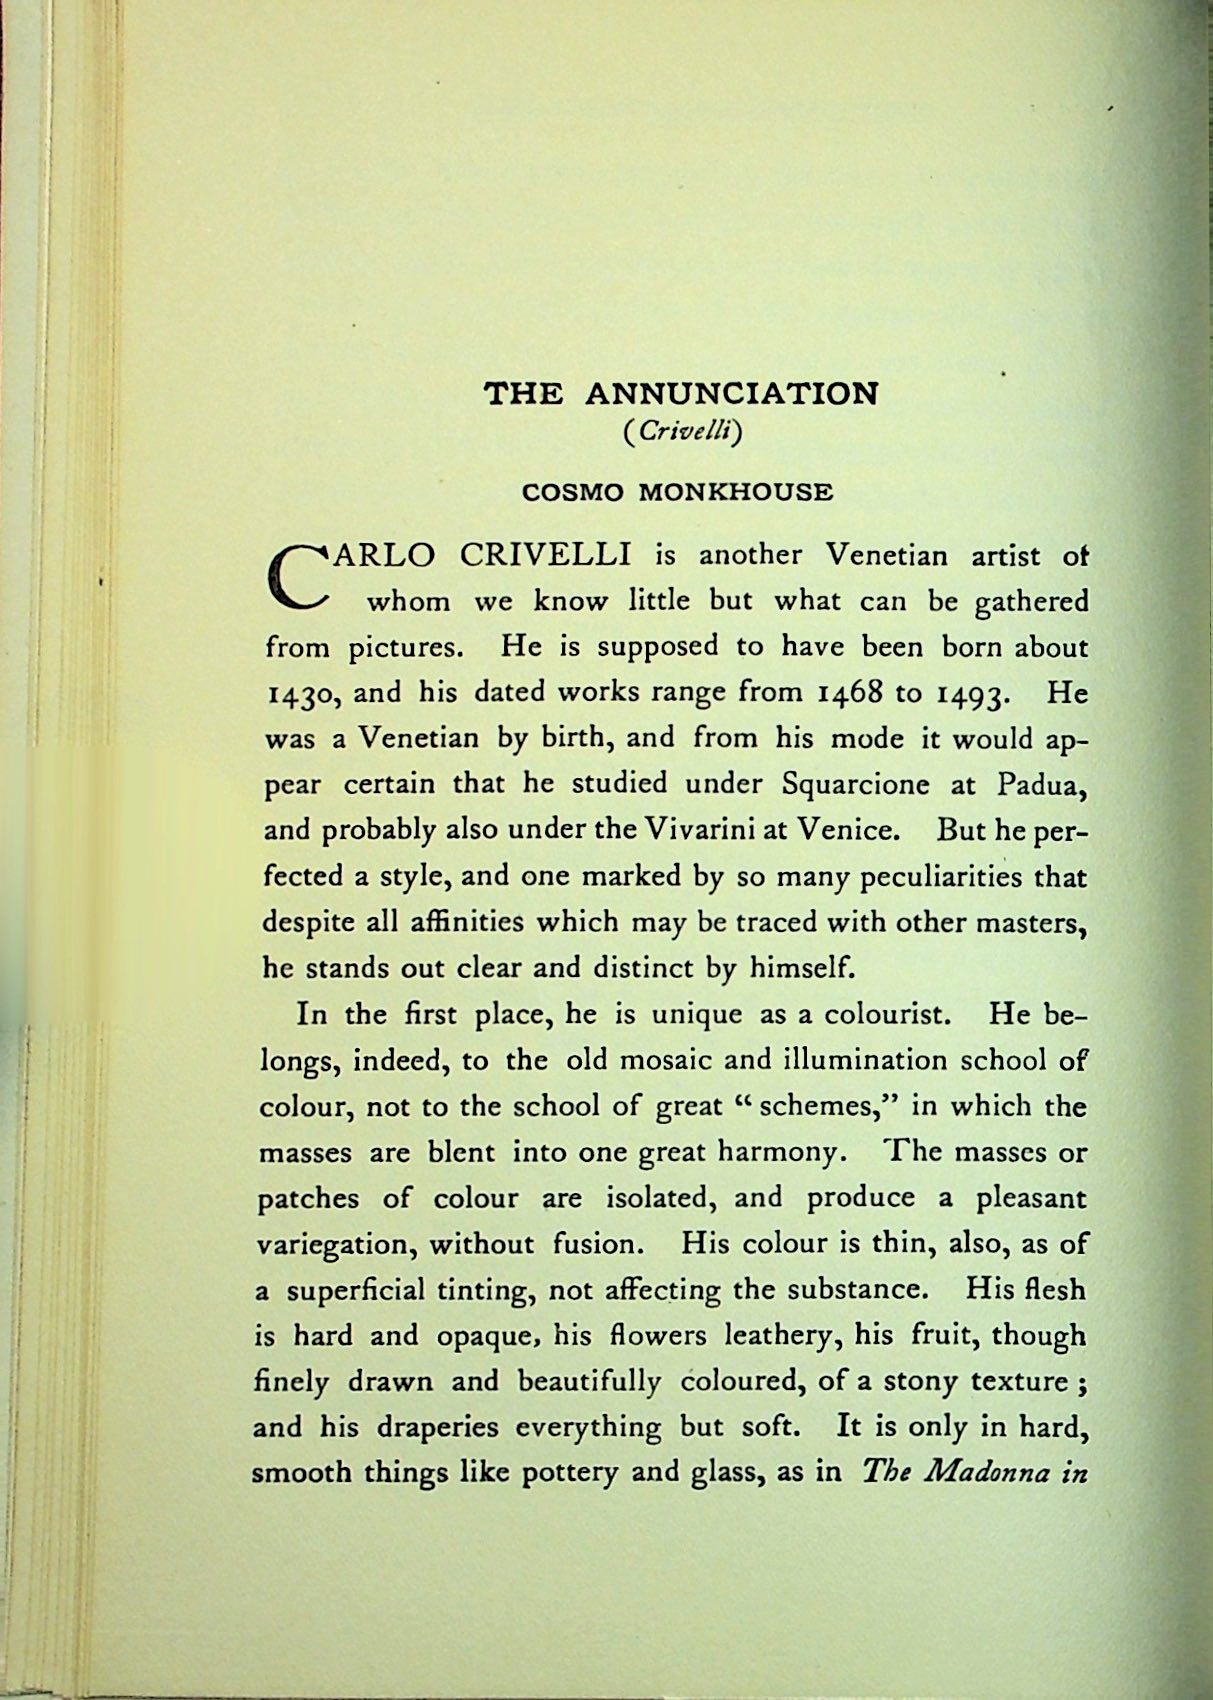 THE ANNUNCIATION
(Crivelli)
COSMO MONKHOUSE
CARLO CRIVELLI is another Venetian artist of
whom we know little but what can be gathered
from pictures. He is supposed to have been born about
1430, and his dated works range from 1468 to 1493. He
was a Venetian by birth, and from his mode it would ap-
pear certain that he studied under Squarcione at Padua,
and probably also under the Vivarini at Venice. But he per-
fected a style, and one marked by so many peculiarities that
despite all affinities which may be traced with other masters,
he stands out clear and distinct by himself.
In the first place, he is unique as a colourist. He be-
longs, indeed, to the old mosaic and illumination school of
colour, not to the school of great “schemes,” in which the
masses are blent into one great harmony. The masses or
patches of colour are isolated, and produce a pleasant
variegation, without fusion. His colour is thin, also, as of
a superficial tinting, not affecting the substance. His flesh
is hard and opaque, his flowers leathery, his fruit, though
finely drawn and beautifully coloured, of a stony texture ;
and his draperies everything but soft. It is only in hard,
smooth things like pottery and glass, as in The Madonna in